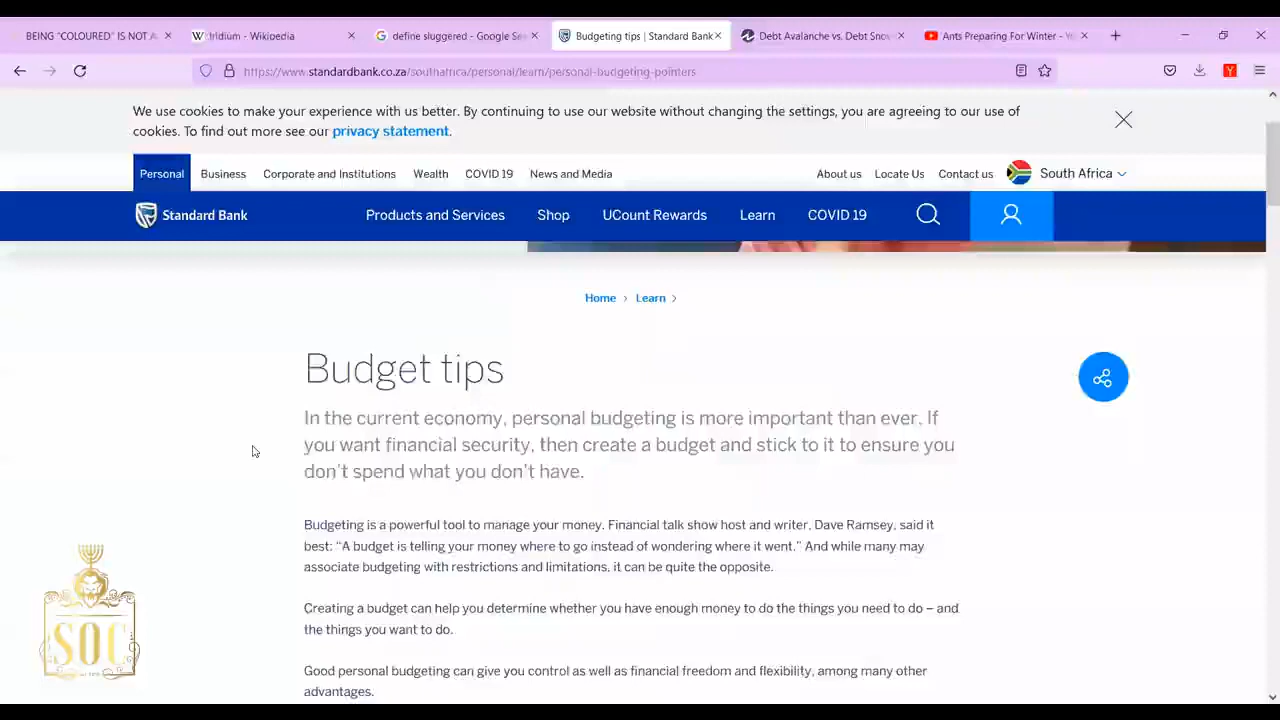 BEING "COLOURED" IS NOT A
Iridium - Wikipedia
define sluggered - Google Se
Budgeting tips | Standard Bank
Debt Avalanche vs. Debt Snow
Ants Preparing For Winter - Yo
https://www.standardbank.co.za/southafrica/personal/learn/personal-budgeting-pointers
We use cookies to make your experience with us better. By continuing to use our website without changing the settings, you are agreeing to our use of
cookies. To find out more see our privacy statement.
Personal Business Corporate and Institutions Wealth COVID 19 News and Media About us Locate Us Contact us South Africa
Standard Bank Products and Services Shop UCount Rewards Learn COVID 19
Home > Learn >
Budget tips
In the current economy, personal budgeting is more important than ever. If
you want financial security, then create a budget and stick to it to ensure you
don't spend what you don't have.
Budgeting is a powerful tool to manage your money. Financial talk show host and writer, Dave Ramsey, said it
best: “A budget is telling your money where to go instead of wondering where it went.” And while many may
associate budgeting with restrictions and limitations, it can be quite the opposite.
Creating a budget can help you determine whether you have enough money to do the things you need to do – and
the things you want to do.
Good personal budgeting can give you control as well as financial freedom and flexibility, among many other
advantages.
SOC